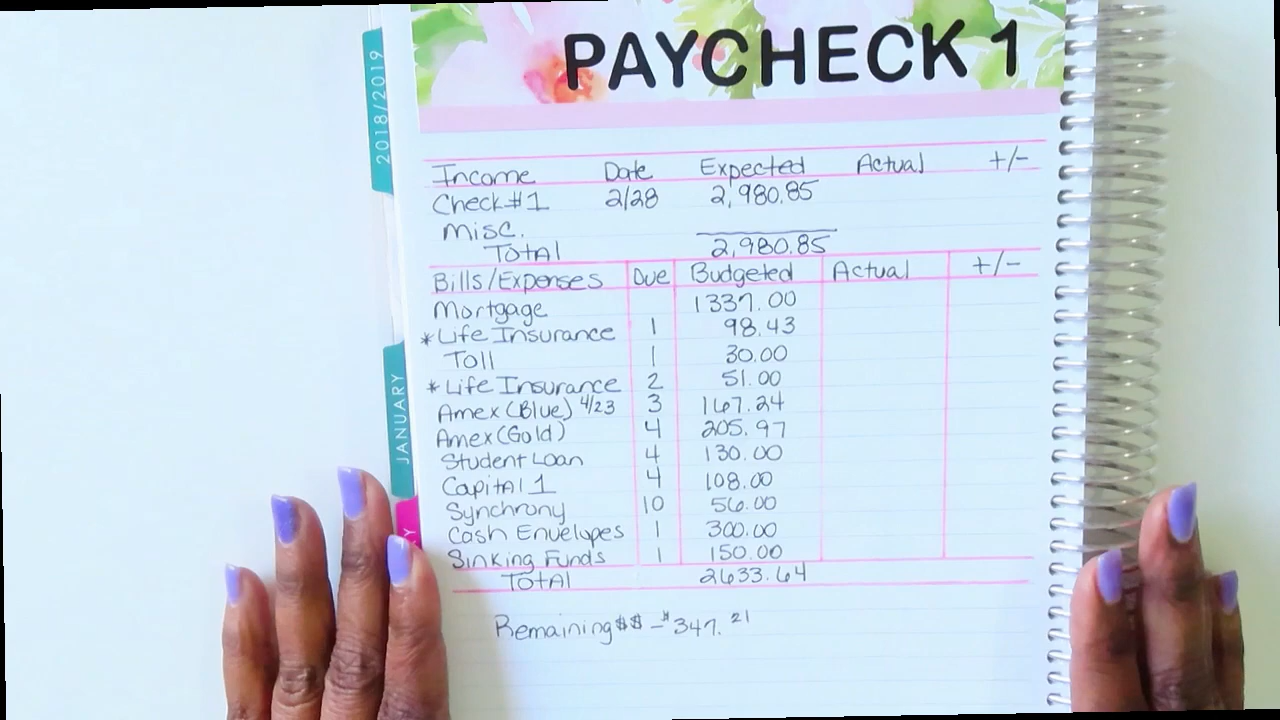 PAYCHECK 1
2018/2019
Income Date Expected Actual +/-
Check #1 2/28 2,980.85
Misc.
Total 2,980.85
Bills/Expenses Due Budgeted Actual +/-
Mortgage 1337.00
*Life Insurance 1 98.43
Toll 1 30.00
*Life Insurance 2 51.00
Amex (Blue) 4/23 3 167.24
Amex (Gold) 4 205.97
Student Loan 4 130.00
Capital 1 4 108.00
Synchrony 10 56.00
Cash Envelopes 1 300.00
Sinking Funds 1 150.00
Total 2633.64
Remaining $$ - $347.21
JANUARY